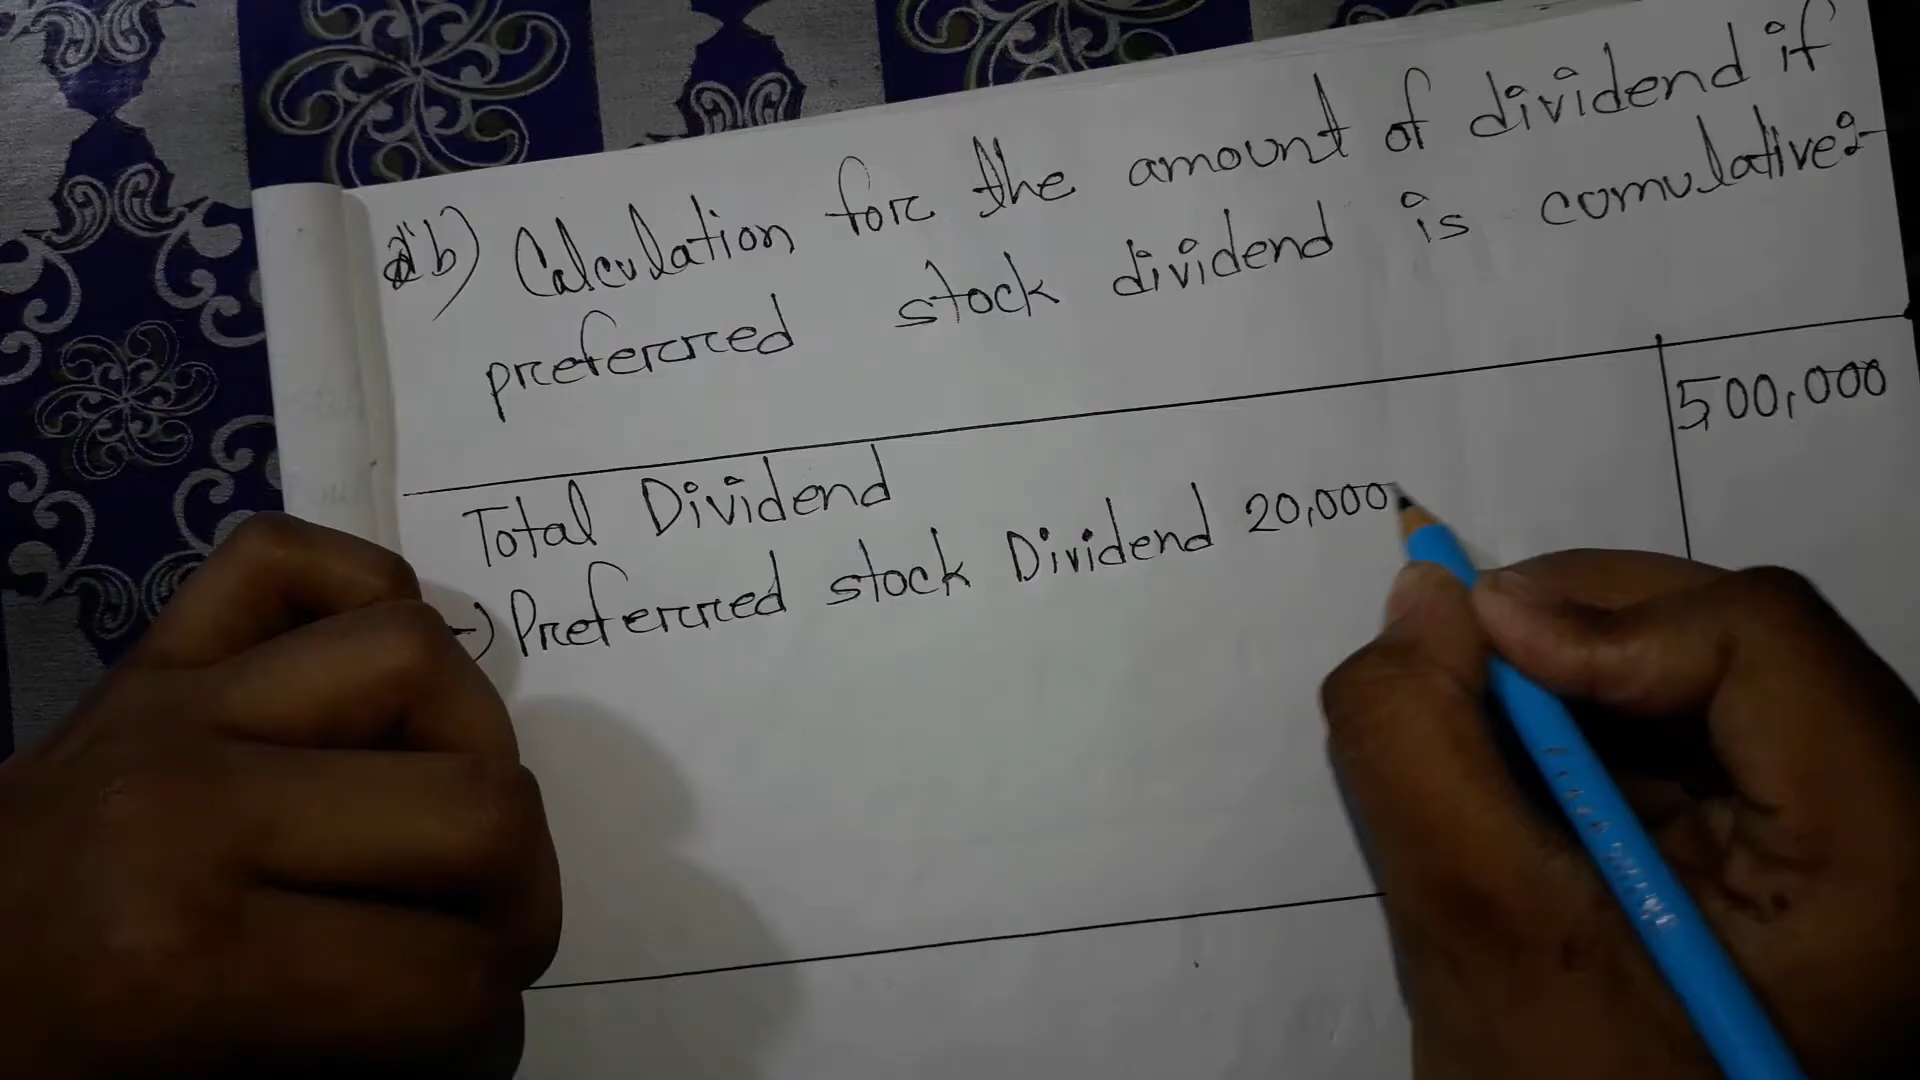 b) Calculation for the amount of dividend if
preferred stock dividend is comulative:-
500,000
Total Dividend
(-) Preferred stock Dividend 20,000